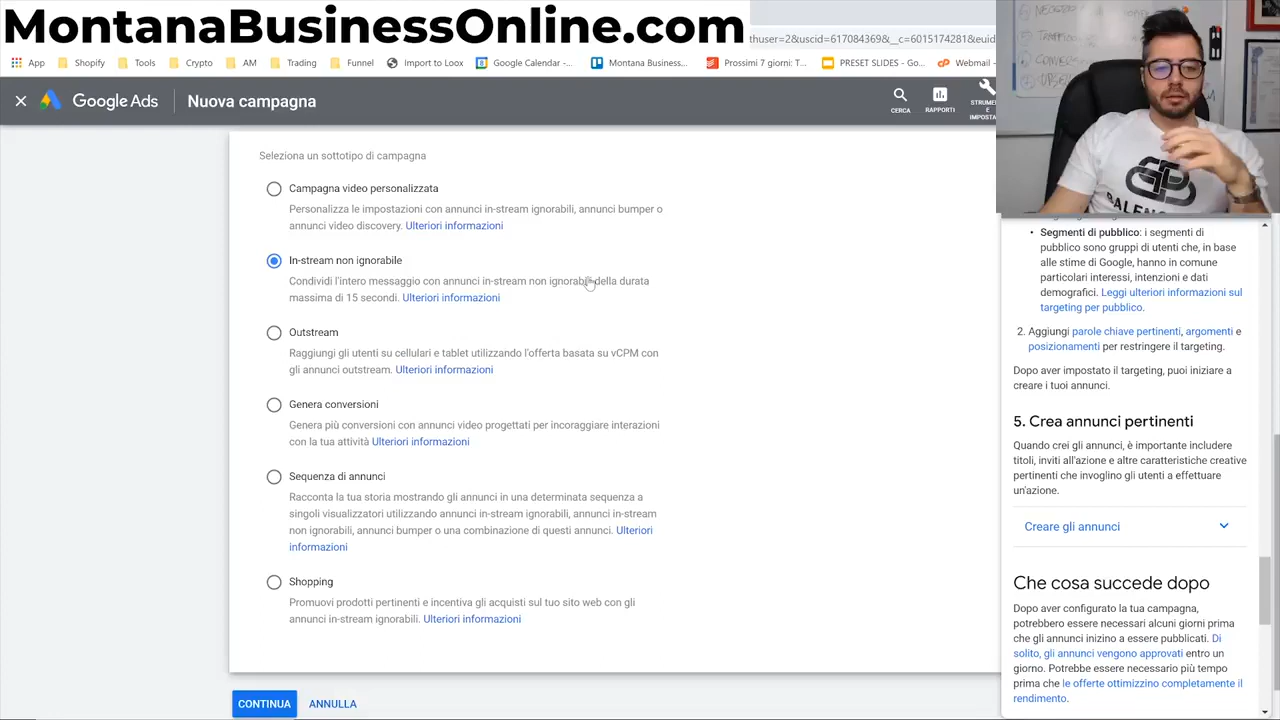 MontanaBusinessOnline.com
thuser=2&uscid=617084369&__c=6015174281&euid
App Shopify Tools Crypto AM Trading Funnel Import to Loox Google Calendar -... Montana Business... Prossimi 7 giorni: T... PRESET SLIDES - Go... Webmail
Google Ads Nuova campagna
CERCA
RAPPORTI
STRUME
E
IMPOSTA
Seleziona un sottotipo di campagna
Campagna video personalizzata
Personalizza le impostazioni con annunci in-stream ignorabili, annunci bumper o
annunci video discovery. Ulteriori informazioni
In-stream non ignorabile
Condividi l'intero messaggio con annunci in-stream non ignorabili della durata
massima di 15 secondi. Ulteriori informazioni
Outstream
Raggiungi gli utenti su cellulari e tablet utilizzando l'offerta basata su vCPM con
gli annunci outstream. Ulteriori informazioni
Genera conversioni
Genera più conversioni con annunci video progettati per incoraggiare interazioni
con la tua attività Ulteriori informazioni
Sequenza di annunci
Racconta la tua storia mostrando gli annunci in una determinata sequenza a
singoli visualizzatori utilizzando annunci in-stream ignorabili, annunci in-stream
non ignorabili, annunci bumper o una combinazione di questi annunci. Ulteriori
informazioni
Shopping
Promuovi prodotti pertinenti e incentiva gli acquisti sul tuo sito web con gli
annunci in-stream ignorabili. Ulteriori informazioni
CONTINUA ANNULLA
• Segmenti di pubblico: i segmenti di
pubblico sono gruppi di utenti che, in base
alle stime di Google, hanno in comune
particolari interessi, intenzioni e dati
demografici. Leggi ulteriori informazioni sul
targeting per pubblico.
2. Aggiungi parole chiave pertinenti, argomenti e
posizionamenti per restringere il targeting.
Dopo aver impostato il targeting, puoi iniziare a
creare i tuoi annunci.
5. Crea annunci pertinenti
Quando crei gli annunci, è importante includere
titoli, inviti all'azione e altre caratteristiche creative
pertinenti che invoglino gli utenti a effettuare
un'azione.
Creare gli annunci
Che cosa succede dopo
Dopo aver configurato la tua campagna,
potrebbero essere necessari alcuni giorni prima
che gli annunci inizino a essere pubblicati. Di
solito, gli annunci vengono approvati entro un
giorno. Potrebbe essere necessario più tempo
prima che le offerte ottimizzino completamente il
rendimento.